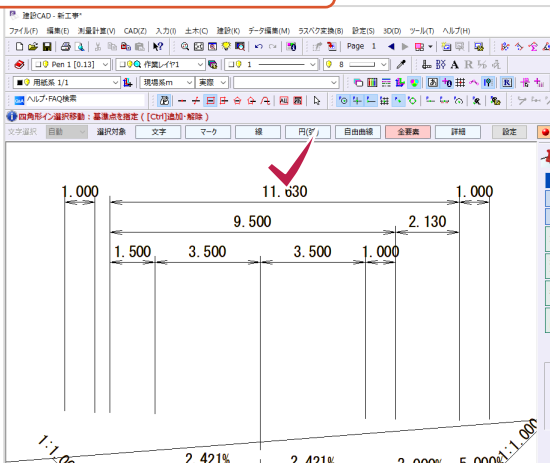 建設CAD - 新工事*
ファイル(F) 編集(E) 測量計算(V) CAD(Z) 入力(I) 土木(C) 建設(K) データ編集(M) ラスベク変換(B) 設定(S) 3D(D) ツール(T) ヘルプ(H)
Page 1
Pen 1 [0.13] 作業レイヤ1 1 8
用紙系 1/1 現場系m 実寸
ヘルプ・FAQ検索
四角形イン選択移動 : 基準点を指定 ( [Ctrl]追加・解除 )
文字選択 自動 選択対象 文字 マーク 線 自由曲線 全要素 詳細 設定
1.000 11.630 1.000
9.500 2.130
1.500 3.500 3.500 1.000
1:1.000
2.421% 2.421% 5.000%